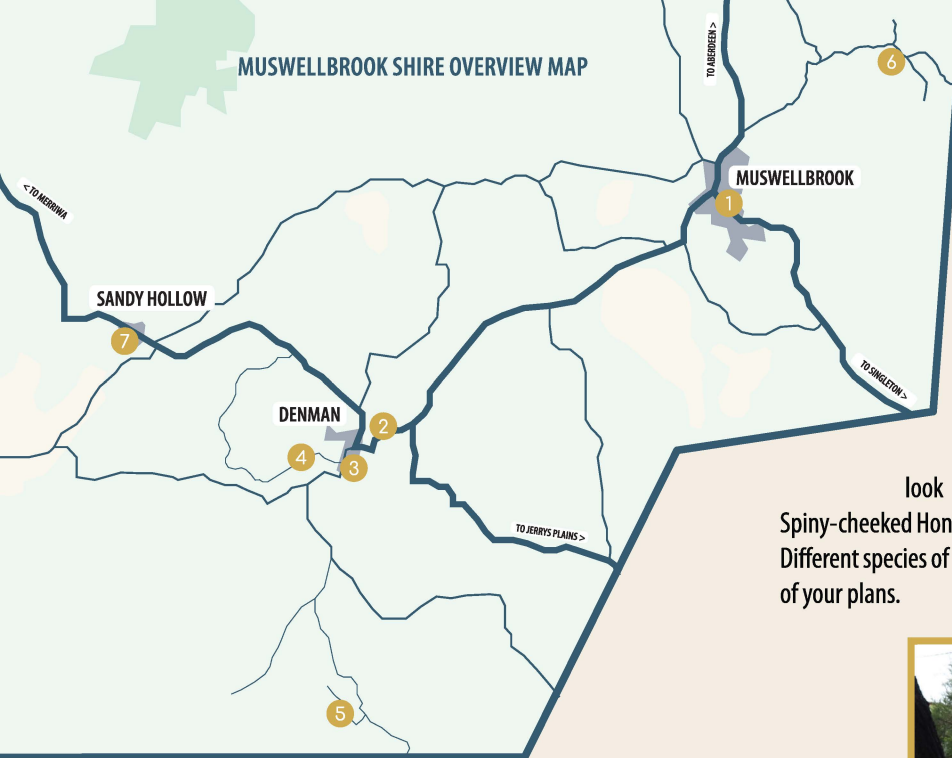 MUSWELLBROOK SHIRE OVERVIEW MAP
TO ABERDEEN >
6
MUSWELLBROOK
1
< TO MERRIWA
SANDY HOLLOW
7
TO SINGLETON >
DENMAN
2
4
3
look
Spiny-cheeked Hon
Different species of
of your plans.
TO JERRYS PLAINS >
5